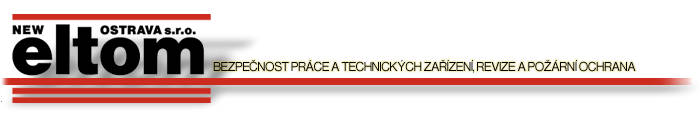 NEW OSTRAVA s.r.o.
eltom
BEZPEČNOST PRÁCE A TECHNICKÝCH ZAŘÍZENÍ, REVIZE A POŽÁRNÍ OCHRANA